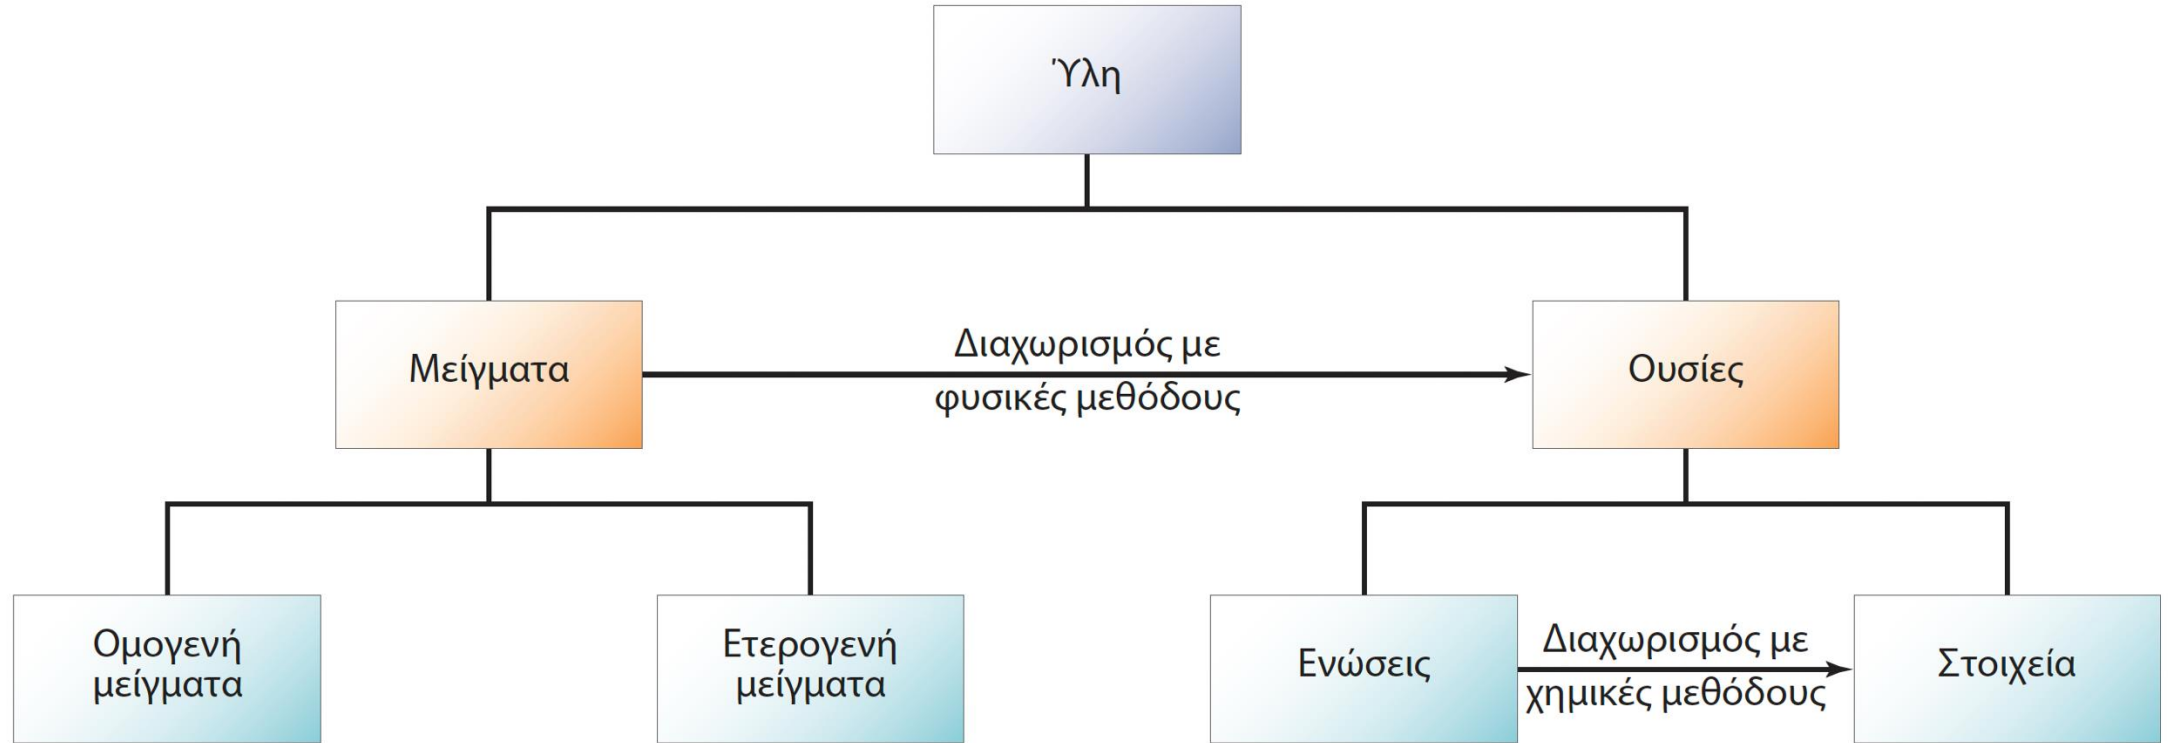 Ύλη
Μείγματα
Διαχωρισμός με
φυσικές μεθόδους
Ουσίες
Ομογενή
μείγματα
Ετερογενή
μείγματα
Ενώσεις
Διαχωρισμός με
χημικές μεθόδους
Στοιχεία